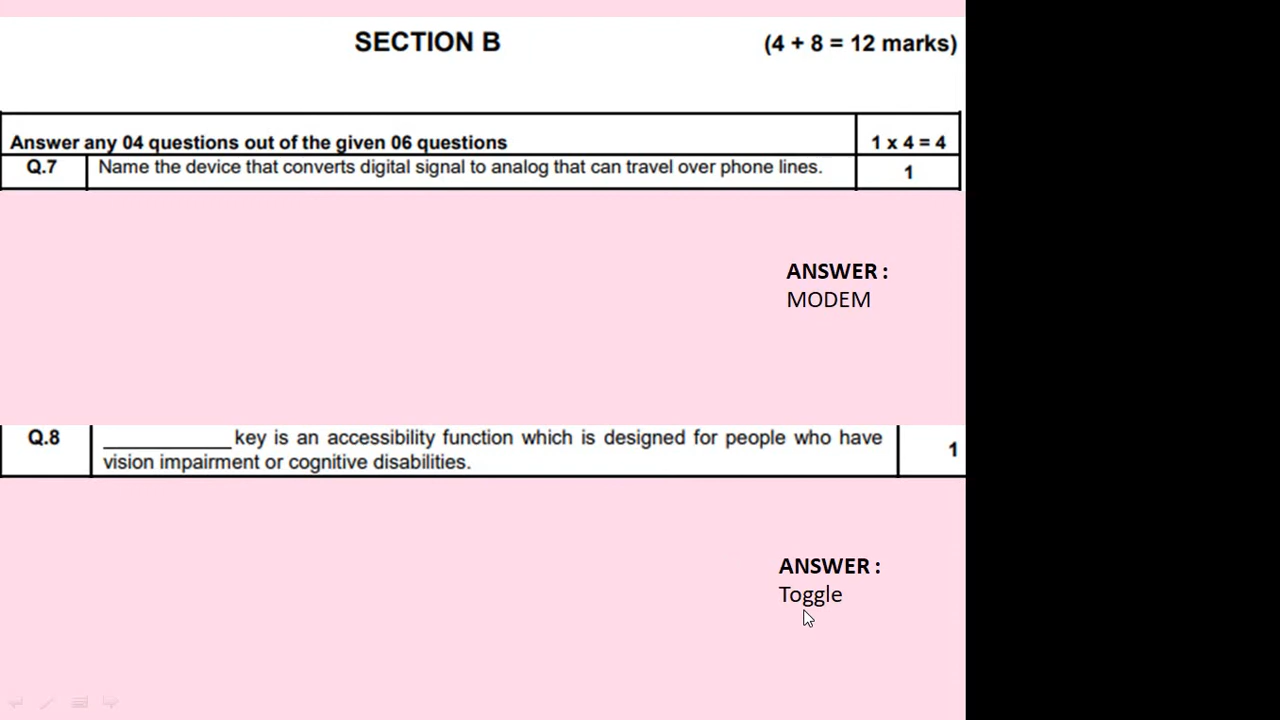 SECTION B
(4 + 8 = 12 marks)
Answer any 04 questions out of the given 06 questions
1 x 4 = 4
Q.7
Name the device that converts digital signal to analog that can travel over phone lines.
1
ANSWER :
MODEM
Q.8
____________ key is an accessibility function which is designed for people who have
vision impairment or cognitive disabilities.
1
ANSWER :
Toggle